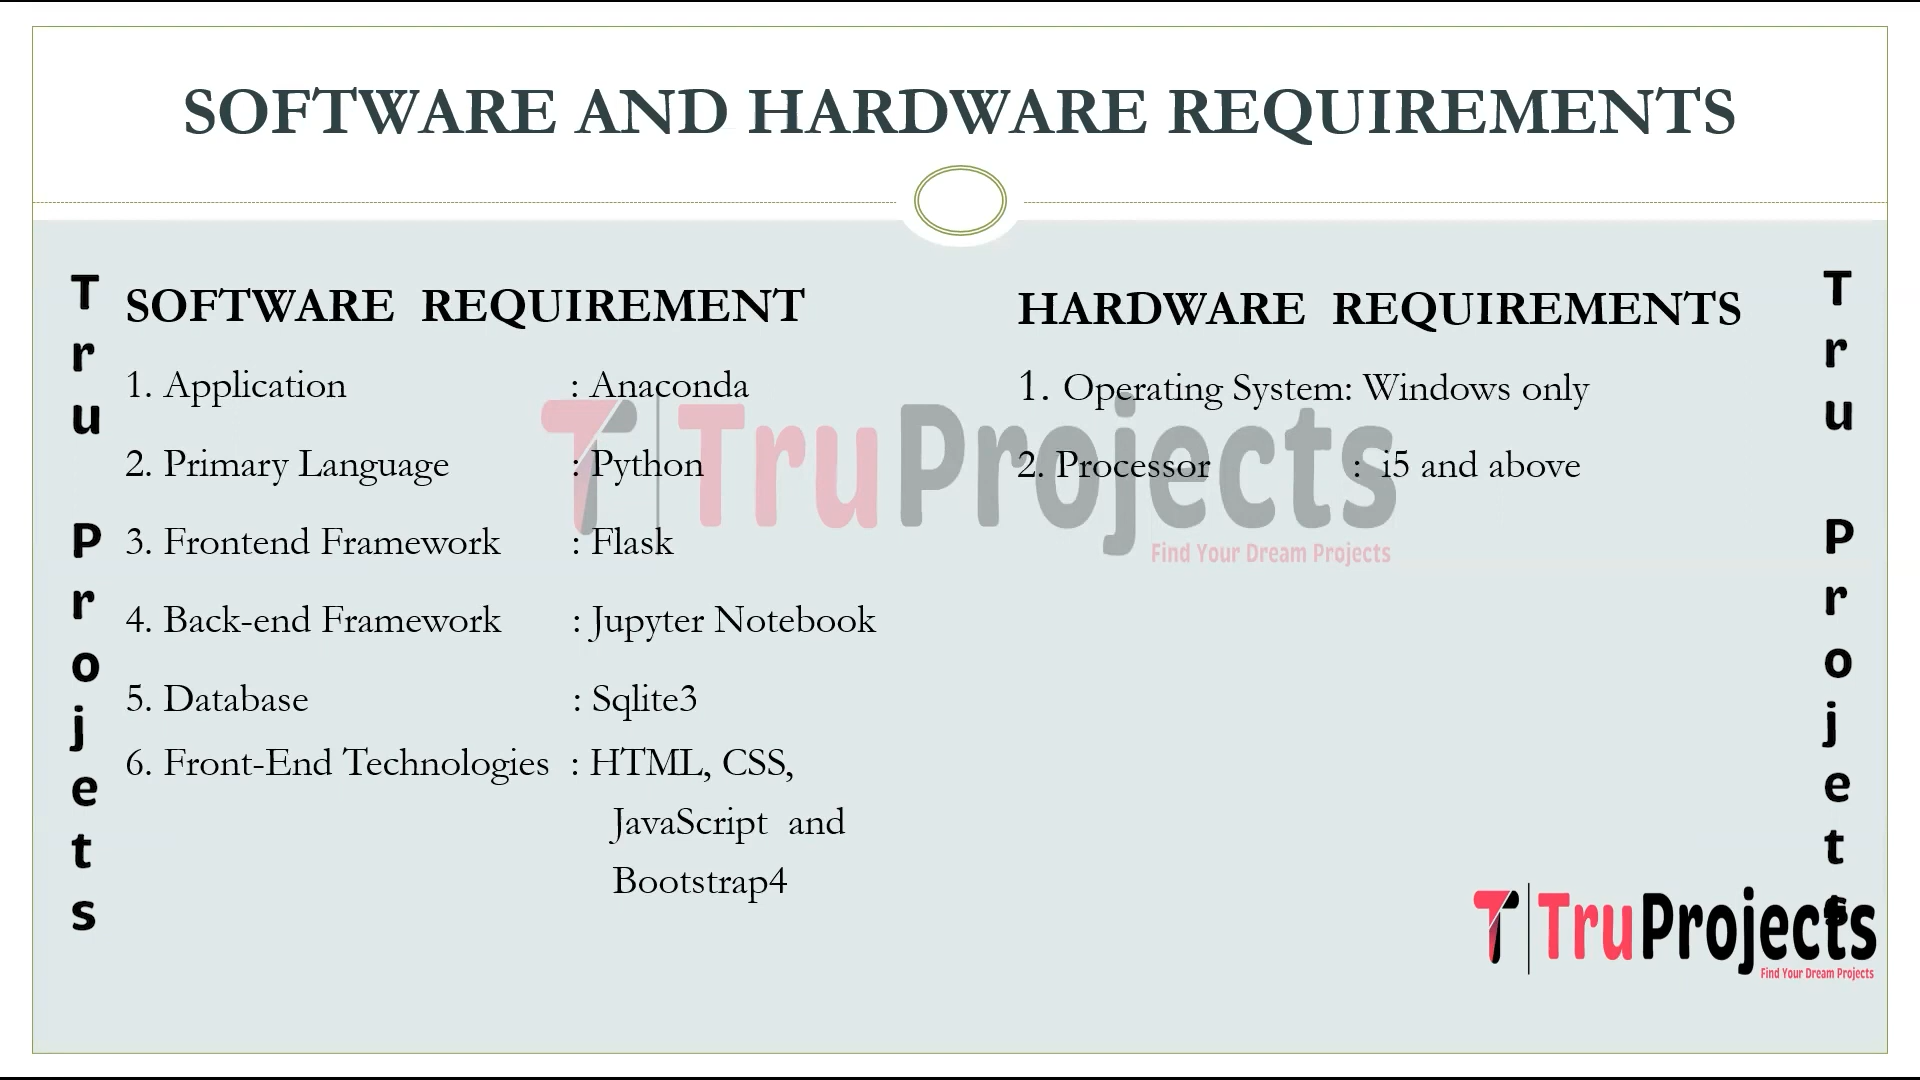 SOFTWARE AND HARDWARE REQUIREMENTS
SOFTWARE REQUIREMENT
1. Application : Anaconda
2. Primary Language : Python
3. Frontend Framework : Flask
4. Back-end Framework : Jupyter Notebook
5. Database : Sqlite3
6. Front-End Technologies : HTML, CSS,
JavaScript and
Bootstrap4
HARDWARE REQUIREMENTS
1. Operating System: Windows only
2. Processor : i5 and above
Tru Projets
Tru Projets
TruProjects
Find Your Dream Projects
TruProjects
Find Your Dream Projects